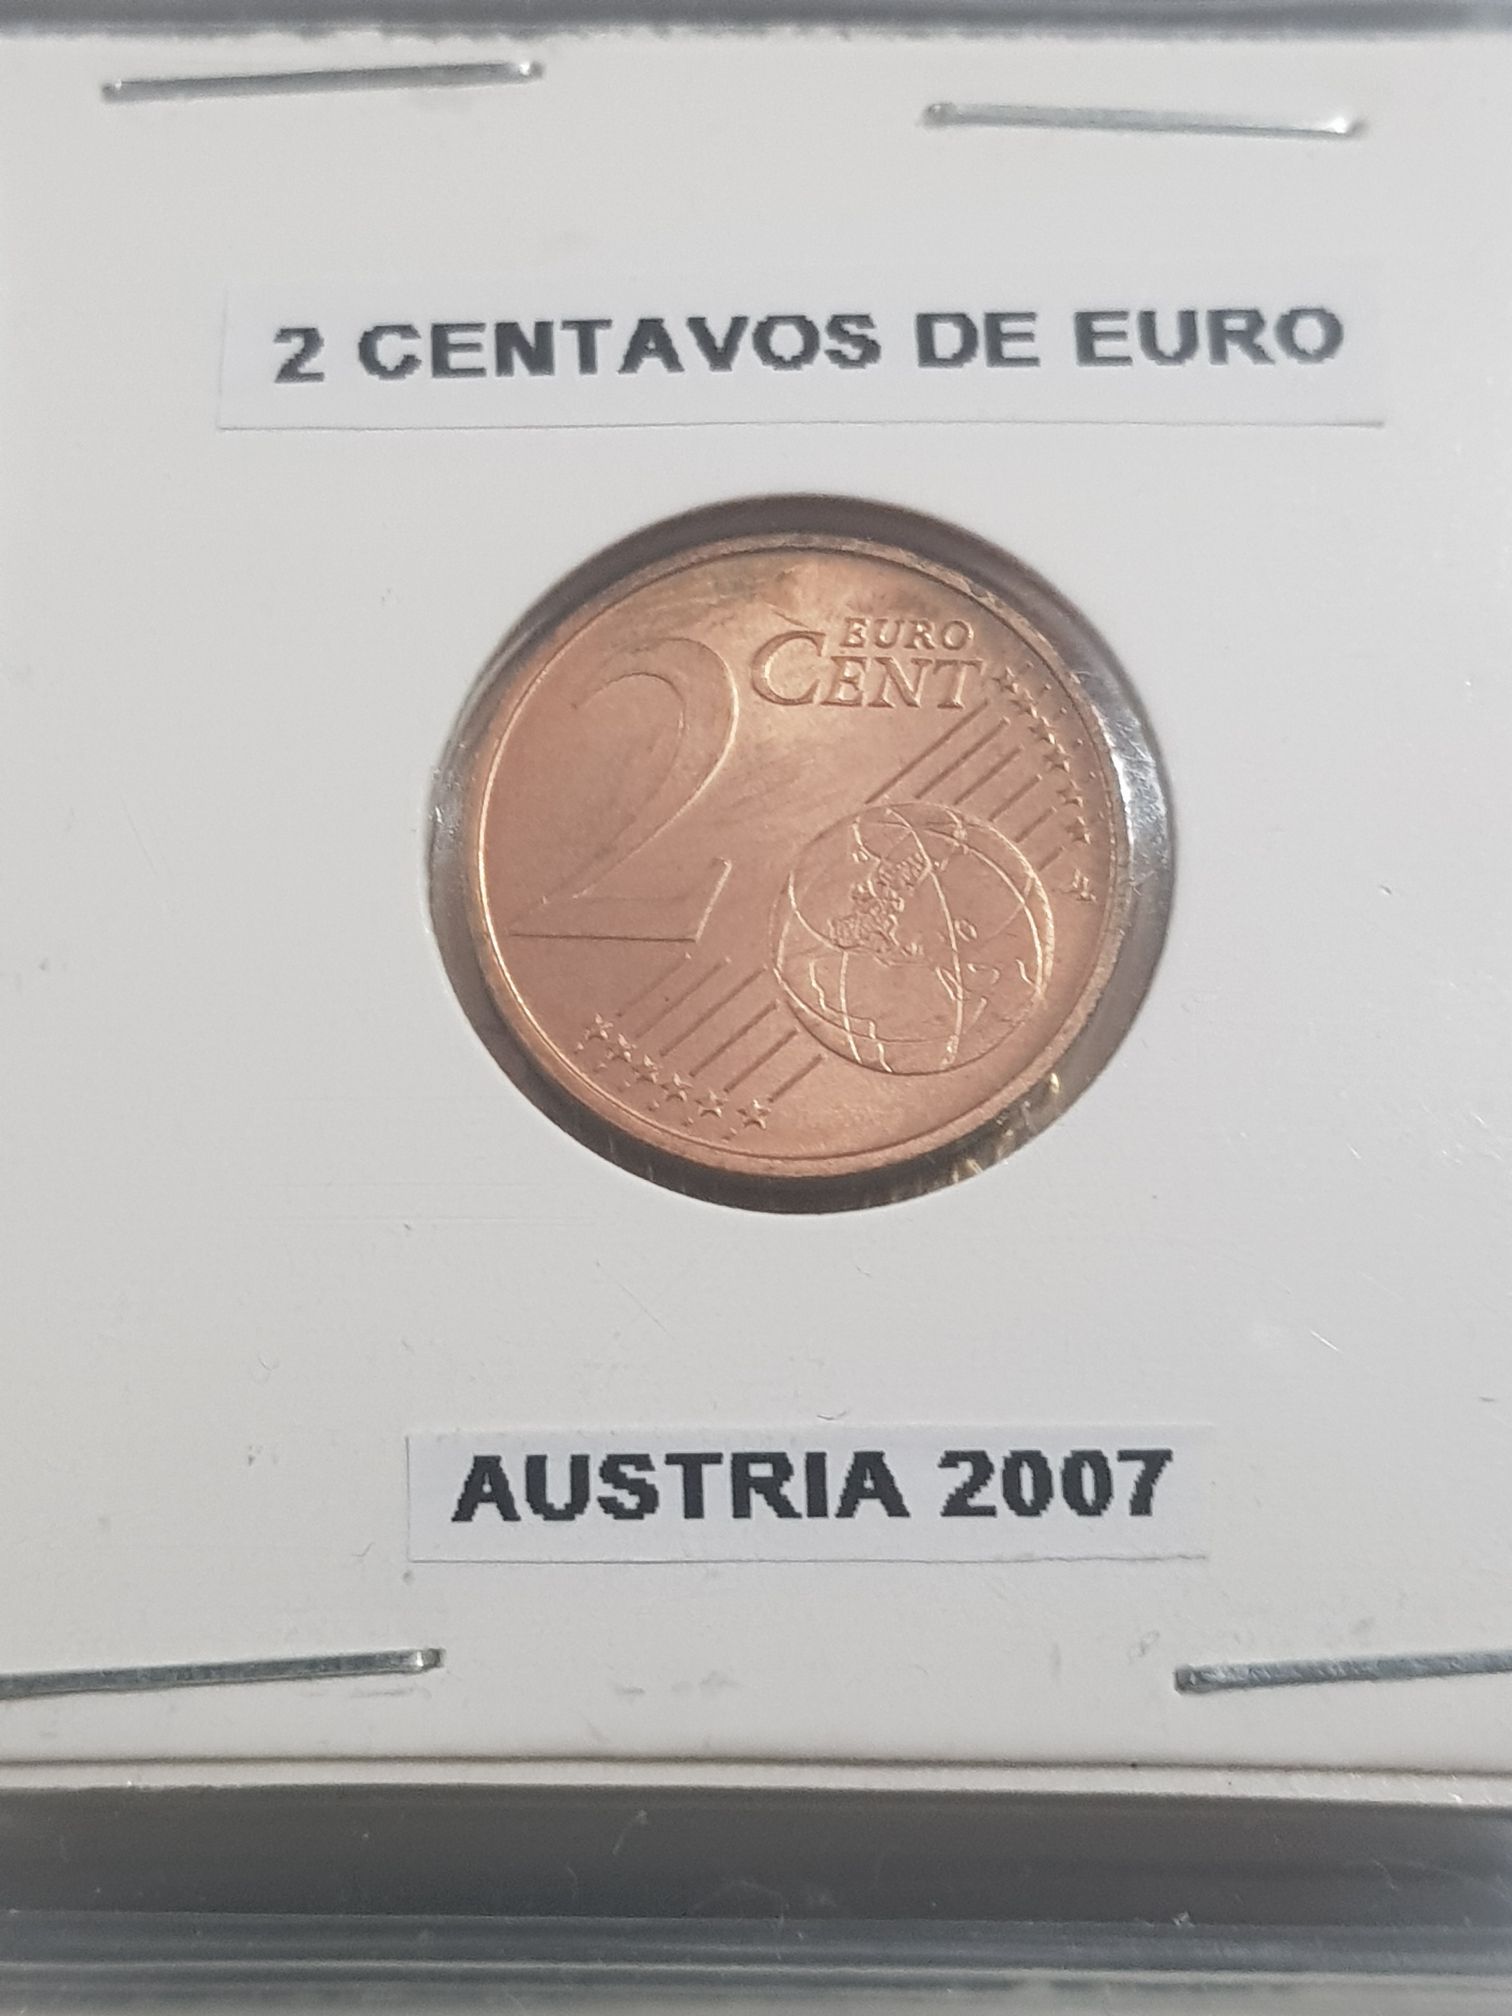 2 CENTAVOS DE EURO
2
EURO
CENT
AUSTRIA 2007